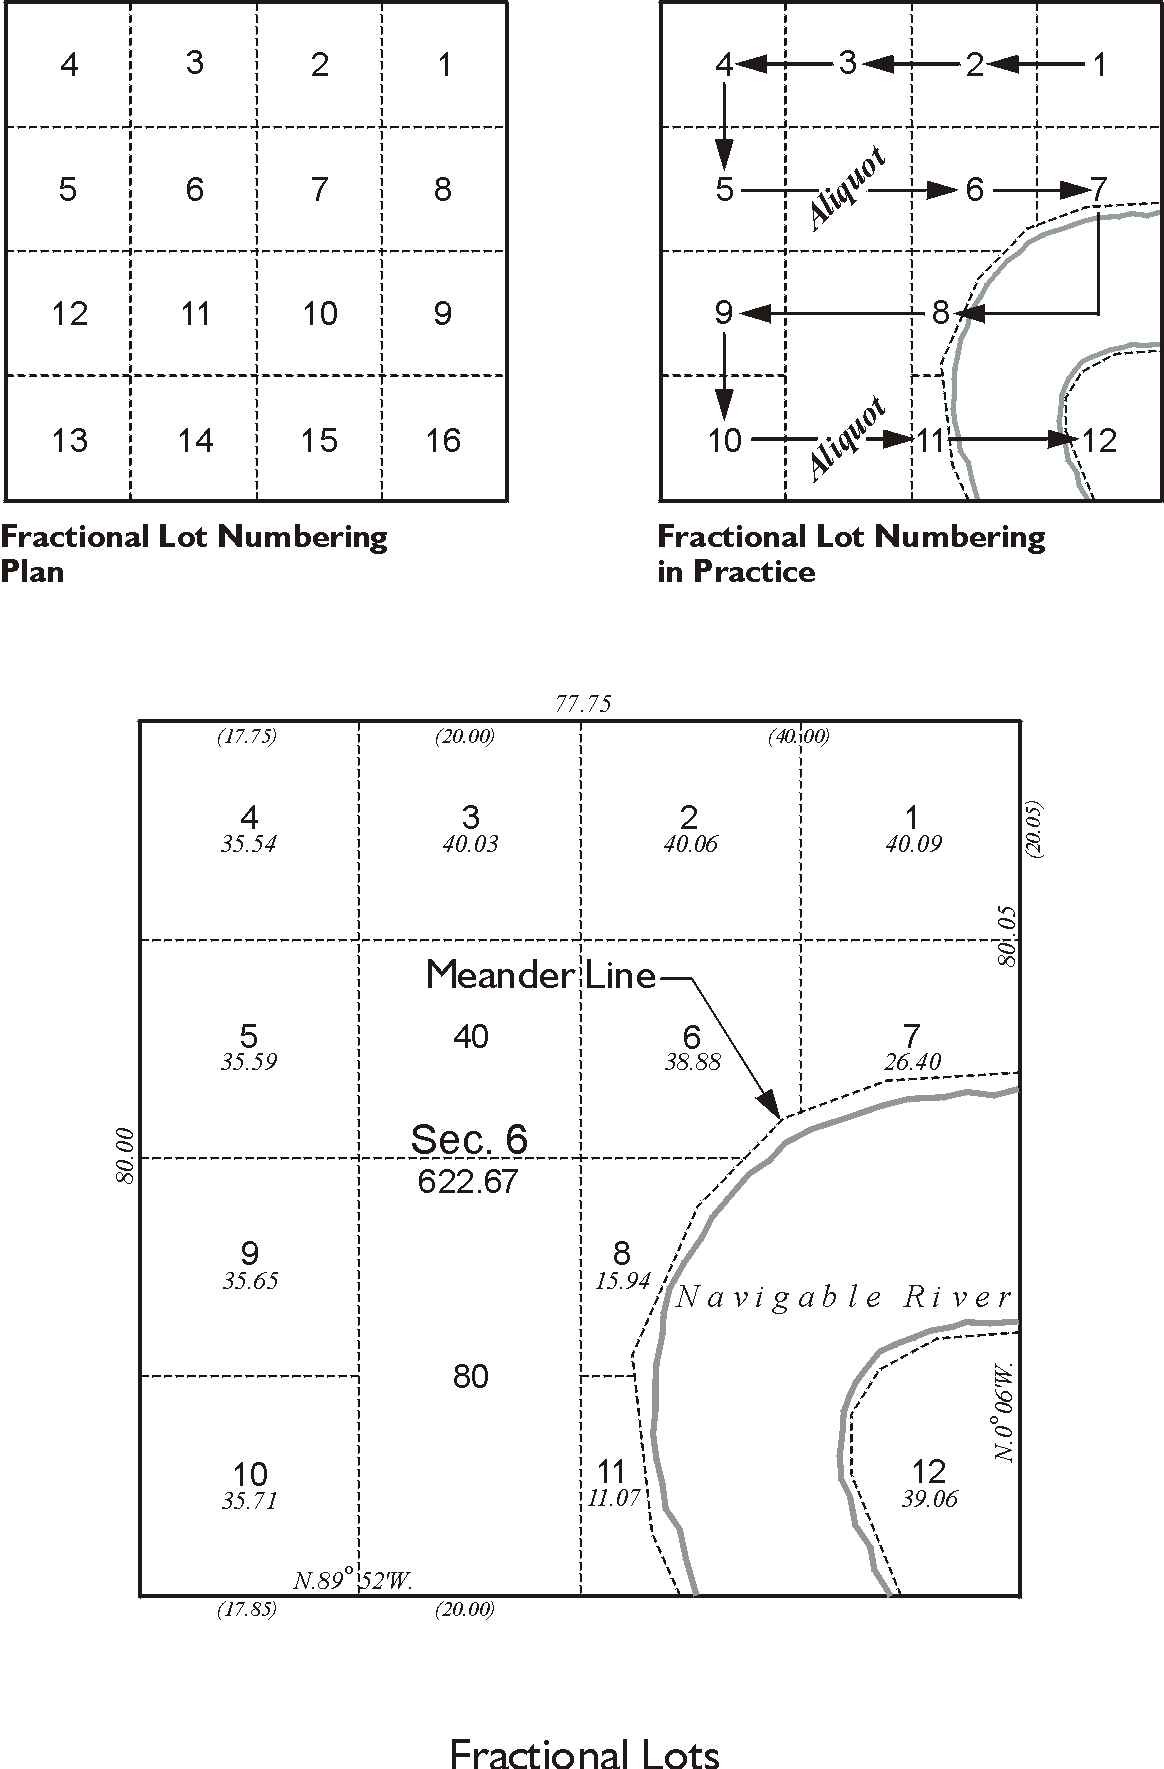 4 3 2 1
5 6 7 8
12 11 10 9
13 14 15 16
Fractional Lot Numbering
Plan
4 3 2 1
5 Aliquot 6 7
9 8
10 Aliquot 11 12
Fractional Lot Numbering
in Practice
77.75
(17.75) (20.00) (40.00)
4 3 2 1
35.54 40.03 40.06 40.09
(20.05)
80.05
Meander Line
5 40 6 7
35.59 38.88 26.40
Sec. 6
622.67
80.00
9 8
35.65 15.94
Navigable River
80
N.0°06'W.
10 11 12
35.71 11.07 39.06
N.89°52'W.
(17.85) (20.00)
Fractional Lots